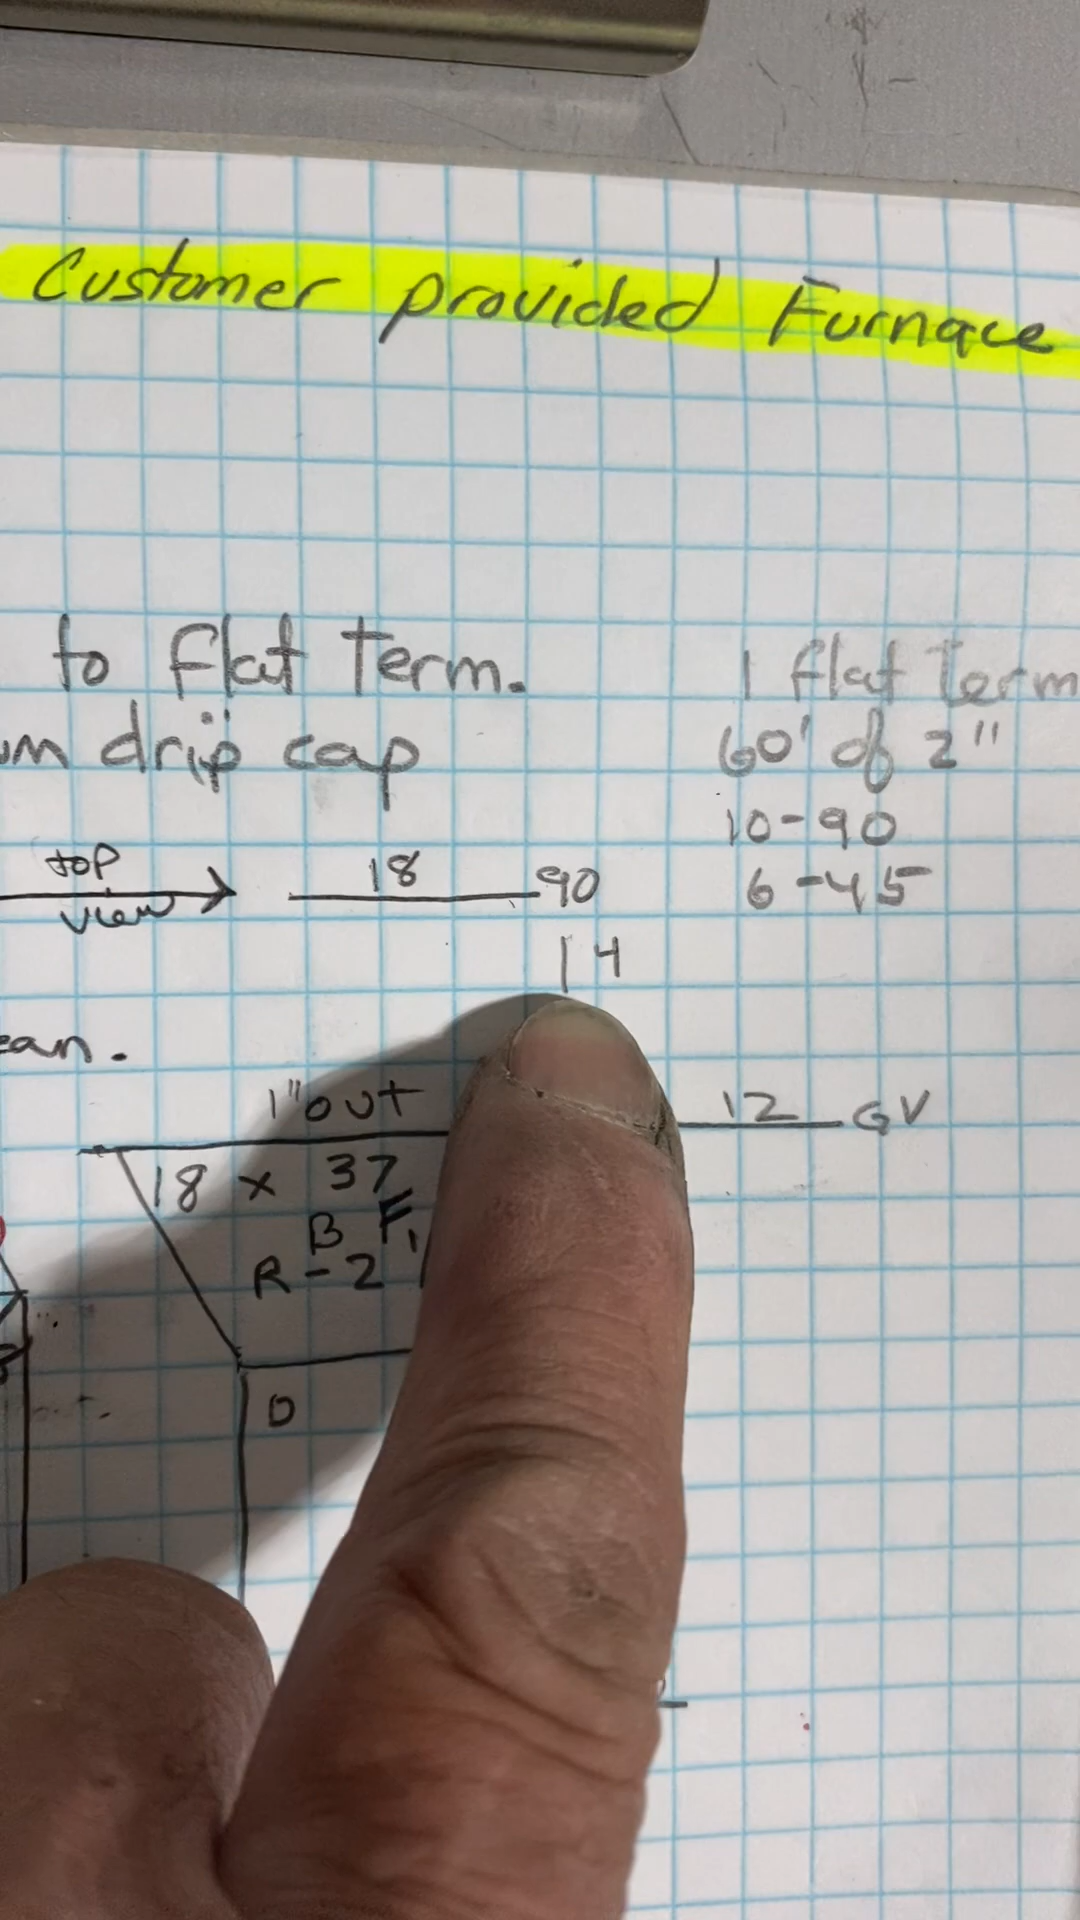 Customer provided Furnace
to Flat Term.
drip cap
1 flat term
60' of 2"
10-90
6-45
top
view
18
90
4
1" out
12 GV
18 x 37
B F
R-2
D